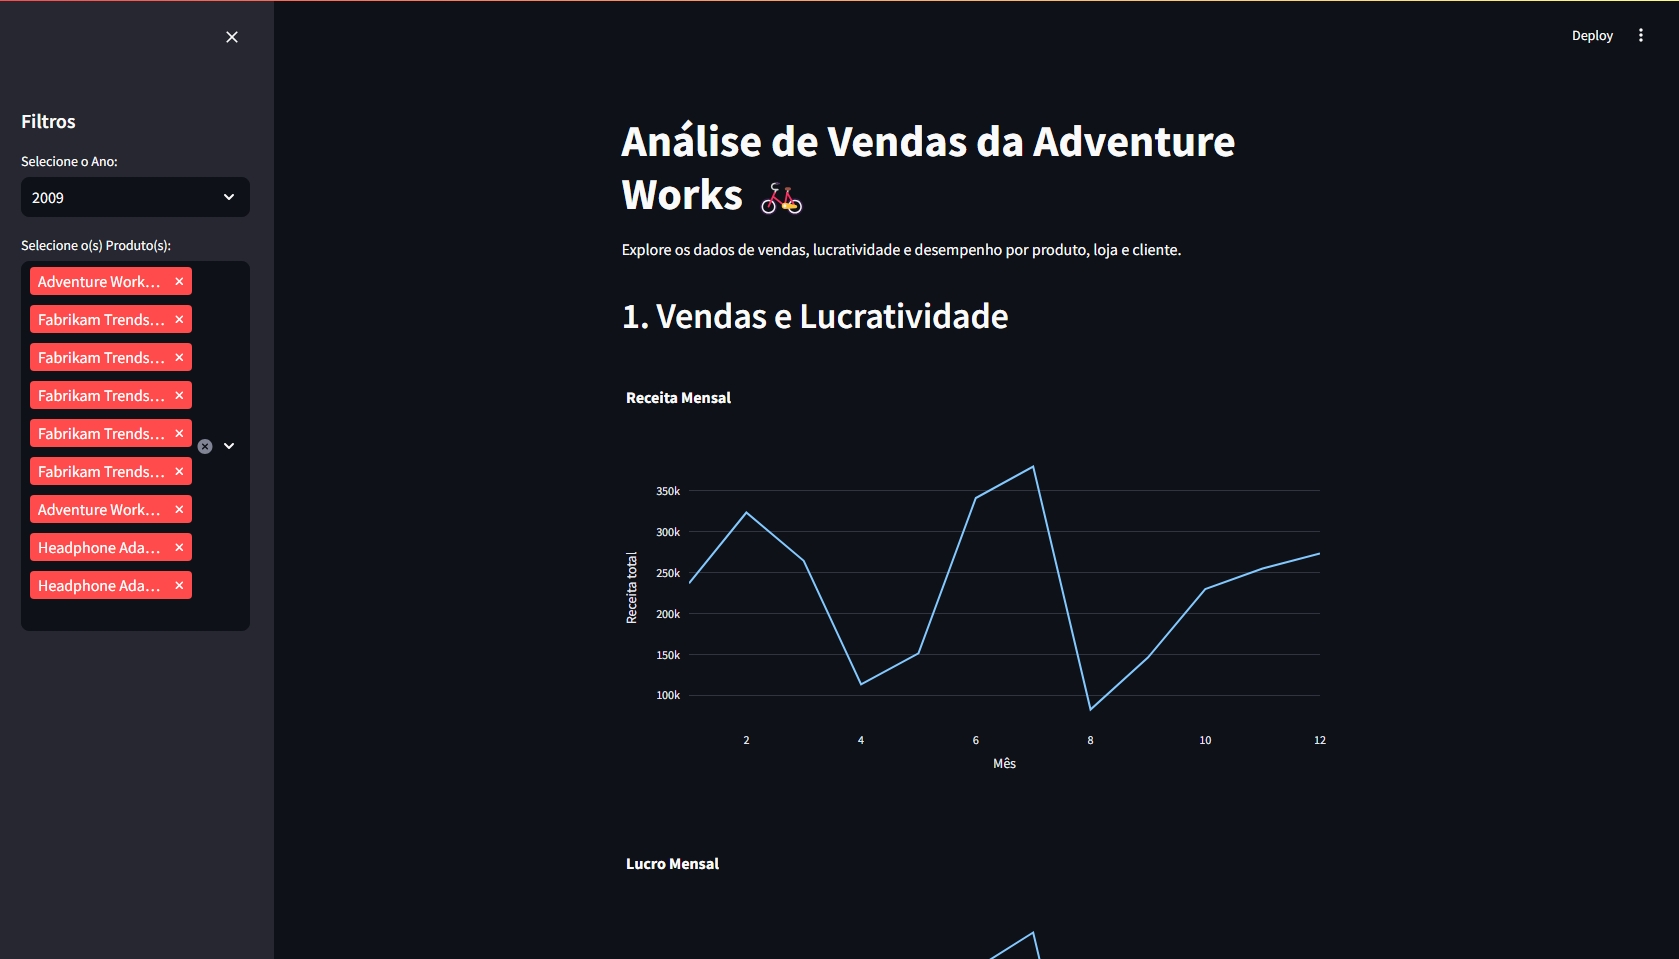 Deploy
Filtros
Selecione o Ano:
2009
Selecione o(s) Produto(s):
Adventure Work...
Fabrikam Trends...
Fabrikam Trends...
Fabrikam Trends...
Fabrikam Trends...
Fabrikam Trends...
Adventure Work...
Headphone Ada...
Headphone Ada...
Análise de Vendas da Adventure
Works
Explore os dados de vendas, lucratividade e desempenho por produto, loja e cliente.
1. Vendas e Lucratividade
Receita Mensal
350k
300k
250k
200k
150k
100k
Receita total
2 4 6 8 10 12
Mês
Lucro Mensal